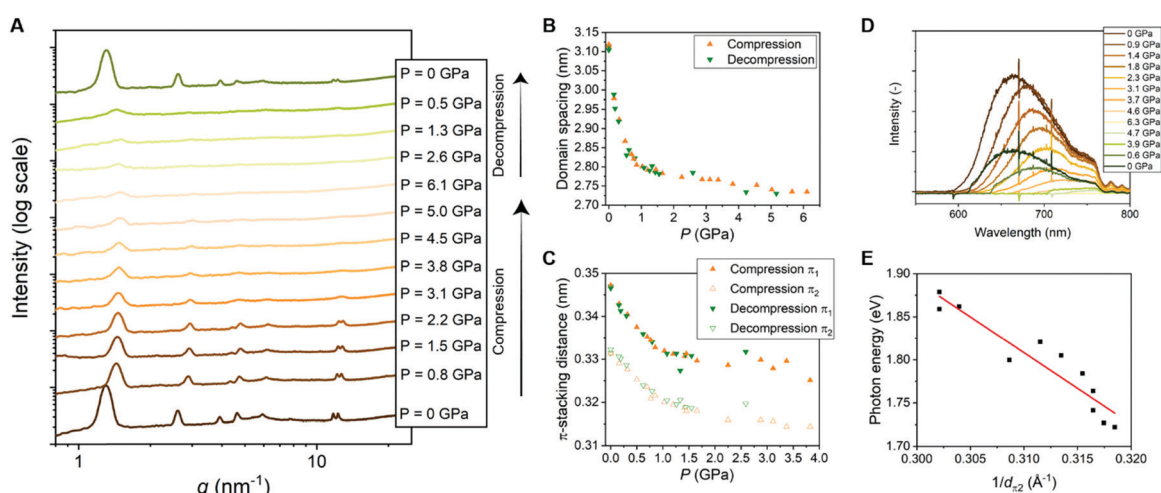 A
Intensity (log scale)
P = 0 GPa
P = 0.5 GPa
P = 1.3 GPa
P = 2.6 GPa
P = 6.1 GPa
P = 5.0 GPa
P = 4.5 GPa
P = 3.8 GPa
P = 3.1 GPa
P = 2.2 GPa
P = 1.5 GPa
P = 0.8 GPa
P = 0 GPa
Decompression
Compression
1 10
q (nm⁻¹)
B
Domain spacing (nm)
3.15
3.10
3.05
3.00
2.95
2.90
2.85
2.80
2.75
2.70
Compression
Decompression
0 1 2 3 4 5 6
P (GPa)
C
π-stacking distance (nm)
0.35
0.34
0.33
0.32
0.31
Compression π₁
Compression π₂
Decompression π₁
Decompression π₂
0.0 0.5 1.0 1.5 2.0 2.5 3.0 3.5 4.0
P (GPa)
D
Intensity (-)
0 GPa
0.9 GPa
1.4 GPa
1.8 GPa
2.3 GPa
3.1 GPa
3.7 GPa
4.6 GPa
6.3 GPa
4.7 GPa
3.9 GPa
0.6 GPa
0 GPa
600 700 800
Wavelength (nm)
E
Photon energy (eV)
1.90
1.85
1.80
1.75
1.70
0.300 0.305 0.310 0.315 0.320
1/dπ2 (Å⁻¹)